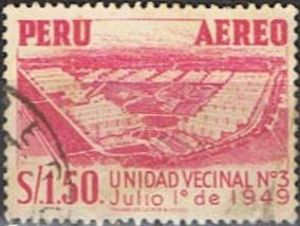 PERU AEREO
S/1.50. UNIDAD VECINAL Nº3
Julio 1º de 1949